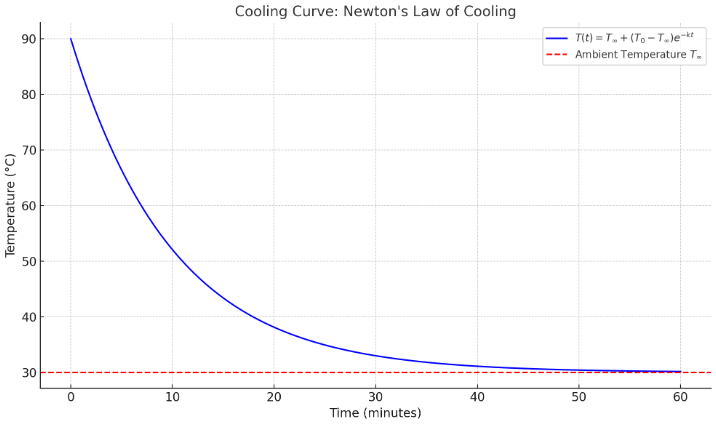 Cooling Curve: Newton's Law of Cooling
T(t) = T∞ + (T₀ − T∞)e⁻ᵏᵗ
Ambient Temperature T∞
Temperature (°C)
90
80
70
60
50
40
30
0 10 20 30 40 50 60
Time (minutes)